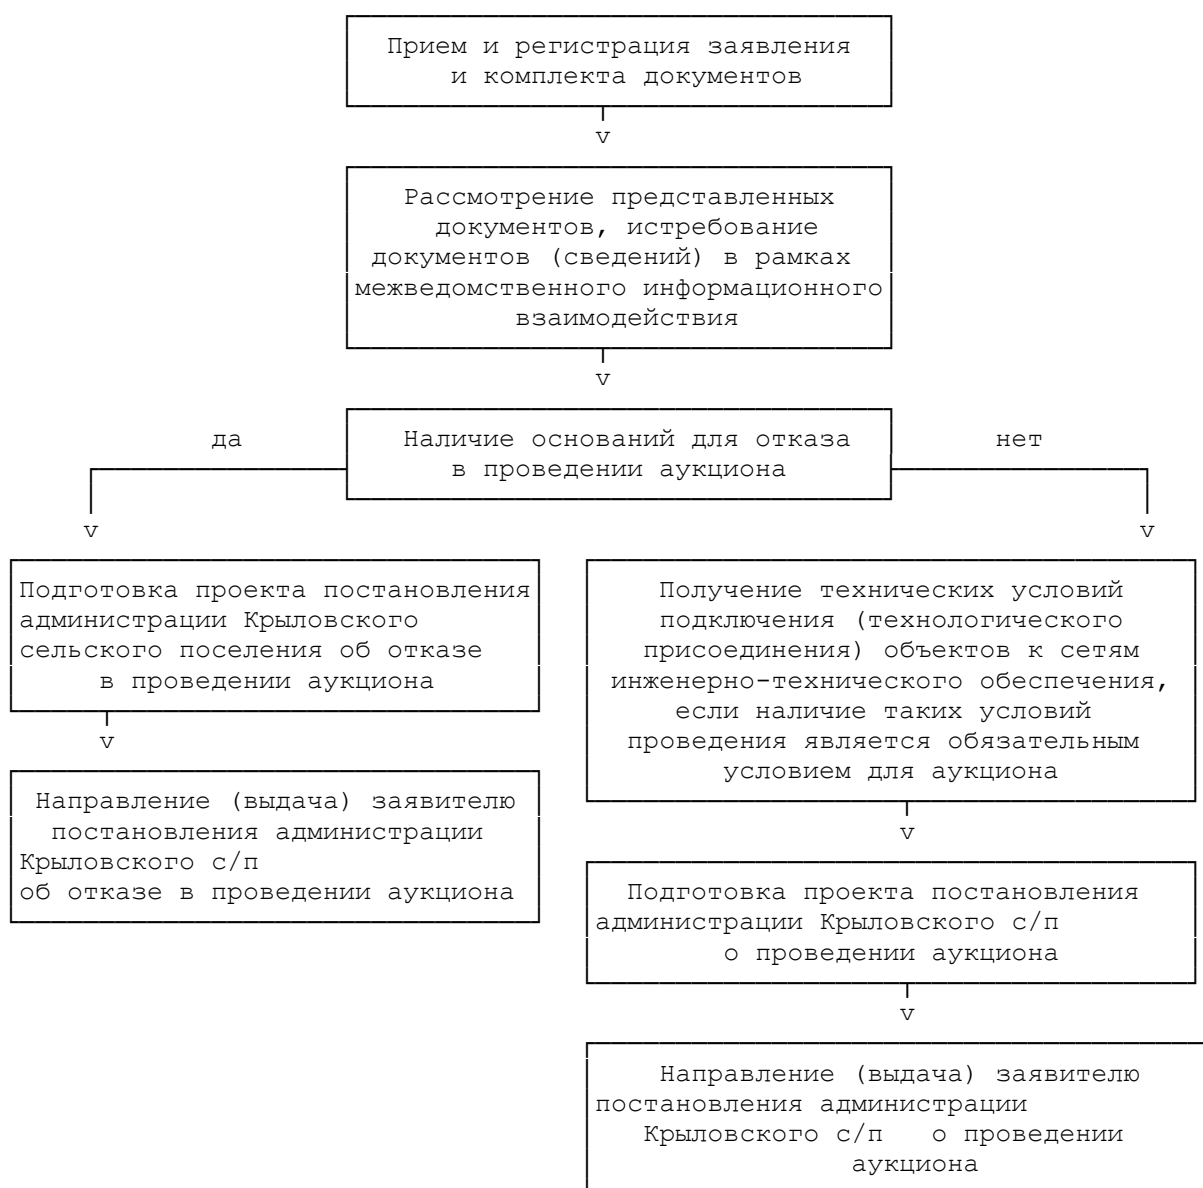 Прием и регистрация заявления
и комплекта документов
v
Рассмотрение представленных
документов, истребование
документов (сведений) в рамках
межведомственного информационного
взаимодействия
v
да
Наличие оснований для отказа
в проведении аукциона
нет
v
v
Подготовка проекта постановления
администрации Крыловского
сельского поселения об отказе
в проведении аукциона
v
Направление (выдача) заявителю
постановления администрации
Крыловского с/п
об отказе в проведении аукциона
Получение технических условий
подключения (технологического
присоединения) объектов к сетям
инженерно-технического обеспечения,
если наличие таких условий
проведения является обязательным
условием для аукциона
v
Подготовка проекта постановления
администрации Крыловского с/п
о проведении аукциона
v
Направление (выдача) заявителю
постановления администрации
Крыловского с/п о проведении
аукциона